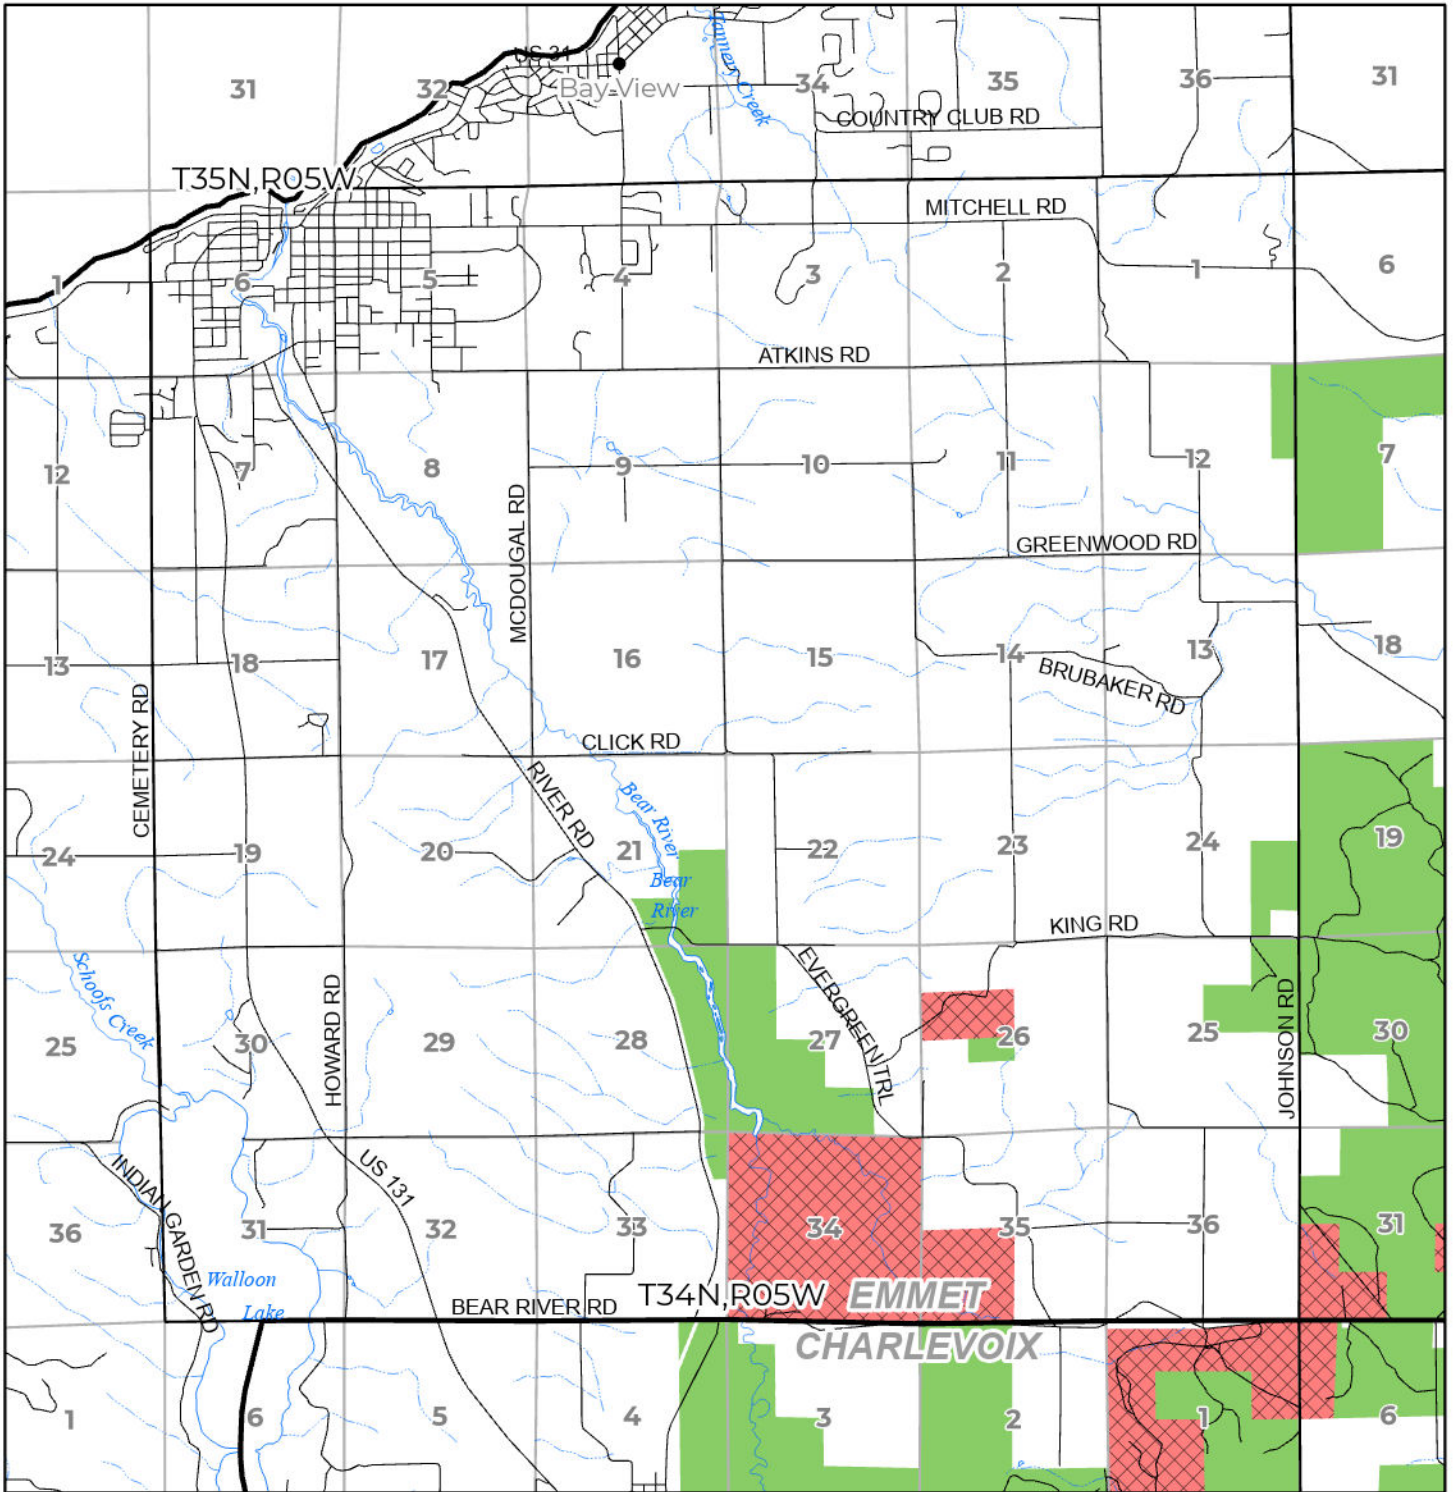 US 31
Tannery Creek
31
32
Bay View
34
35
36
31
COUNTRY CLUB RD
T35N,R05W
MITCHELL RD
1
6
5
4
3
2
1
6
ATKINS RD
12
7
8
MCDOUGAL RD
9
10
11
12
7
GREENWOOD RD
13
18
17
16
15
14
13
18
BRUBAKER RD
CEMETERY RD
CLICK RD
RIVER RD
Bear River
24
19
20
21
22
23
24
19
Bear
River
KING RD
Schoofs Creek
HOWARD RD
EVERGREEN TRL
JOHNSON RD
25
30
29
28
27
26
25
30
INDIAN GARDEN RD
US 131
36
31
32
33
34
35
36
31
Walloon
Lake
BEAR RIVER RD
T34N,R05W
EMMET
CHARLEVOIX
1
6
5
4
3
2
1
6